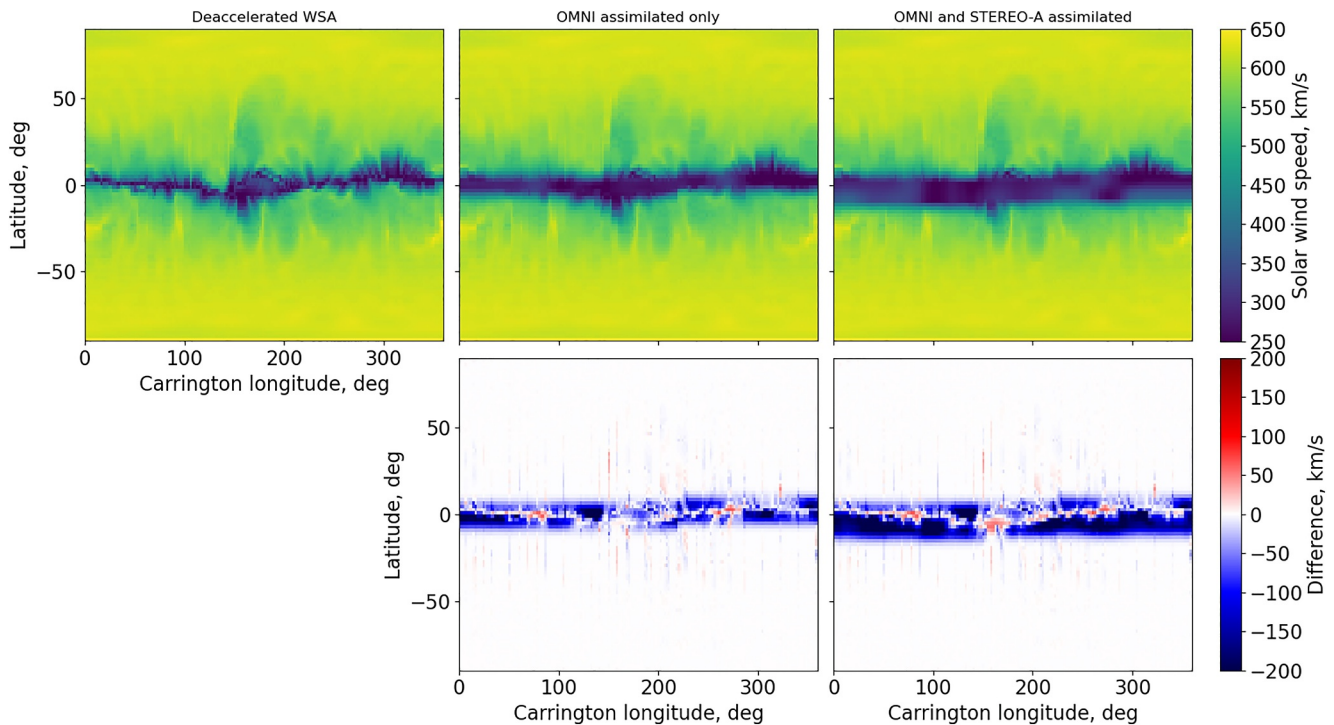 Deaccelerated WSA
OMNI assimilated only
OMNI and STEREO-A assimilated
50
0
−50
Latitude, deg
0 100 200 300
Carrington longitude, deg
650
600
550
500
450
400
350
300
250
Solar wind speed, km/s
50
0
−50
Latitude, deg
0 100 200 300
Carrington longitude, deg
0 100 200 300
Carrington longitude, deg
200
150
100
50
0
−50
−100
−150
−200
Difference, km/s